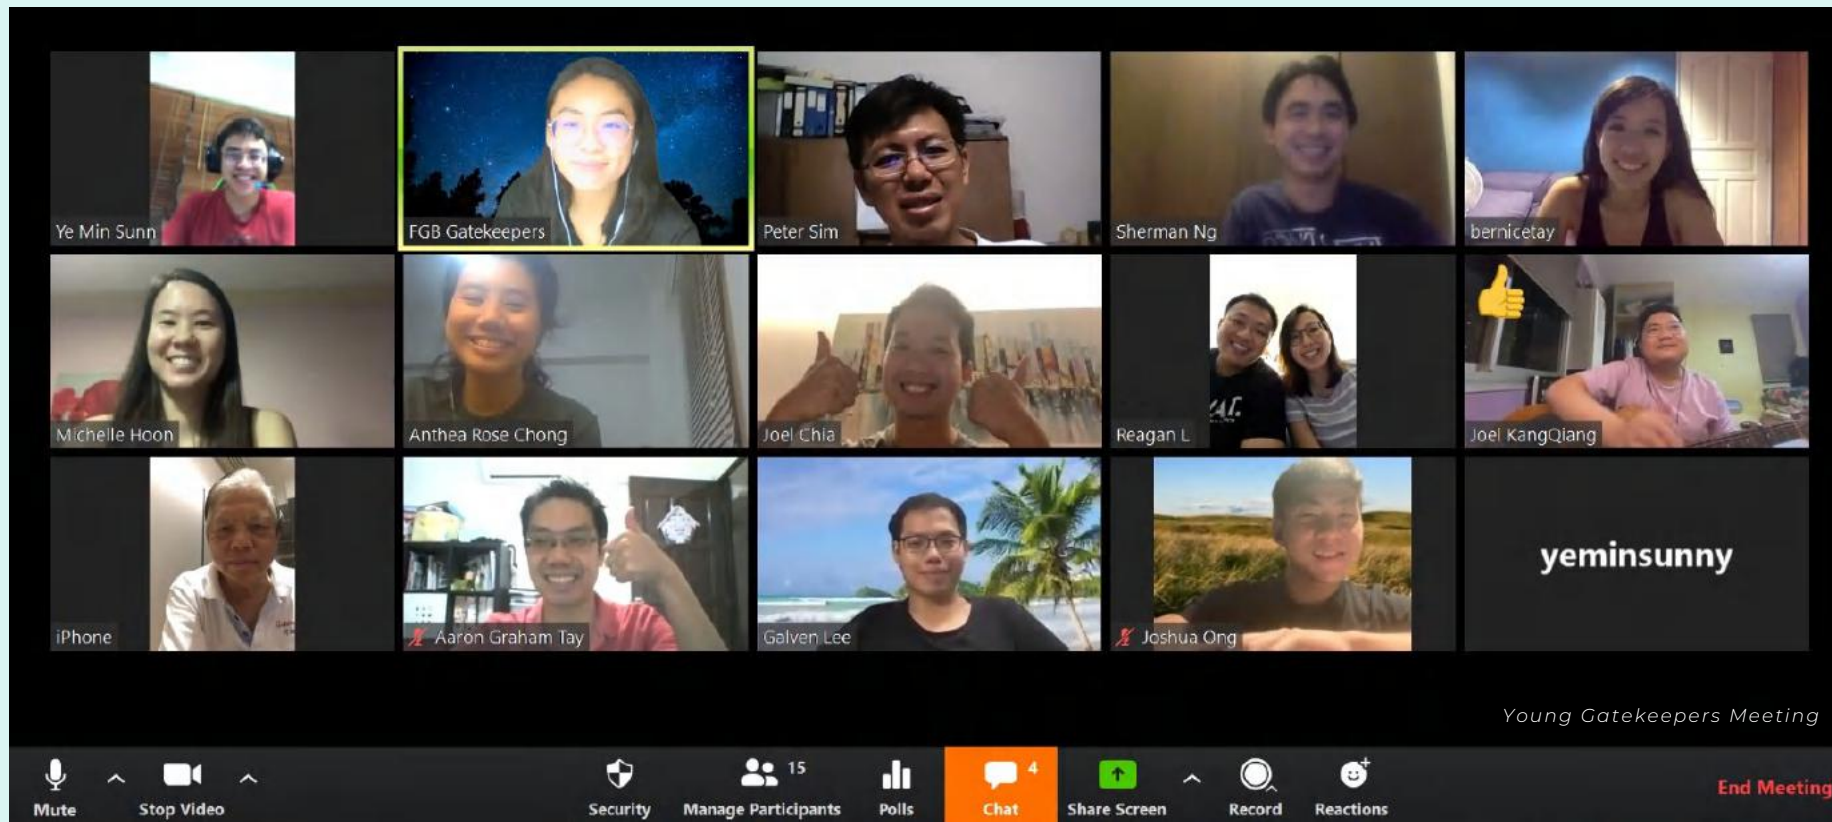 Ye Min Sunn
FGB Gatekeepers
Peter Sim
Sherman Ng
bernicetay
Michelle Hoon
Anthea Rose Chong
Joel Chia
Reagan L
Joel KangQiang
iPhone
Aaron Graham Tay
Galven Lee
Joshua Ong
yeminsunny
Young Gatekeepers Meeting
Mute
Stop Video
Security
15
Manage Participants
Polls
4
Chat
Share Screen
Record
Reactions
End Meeting